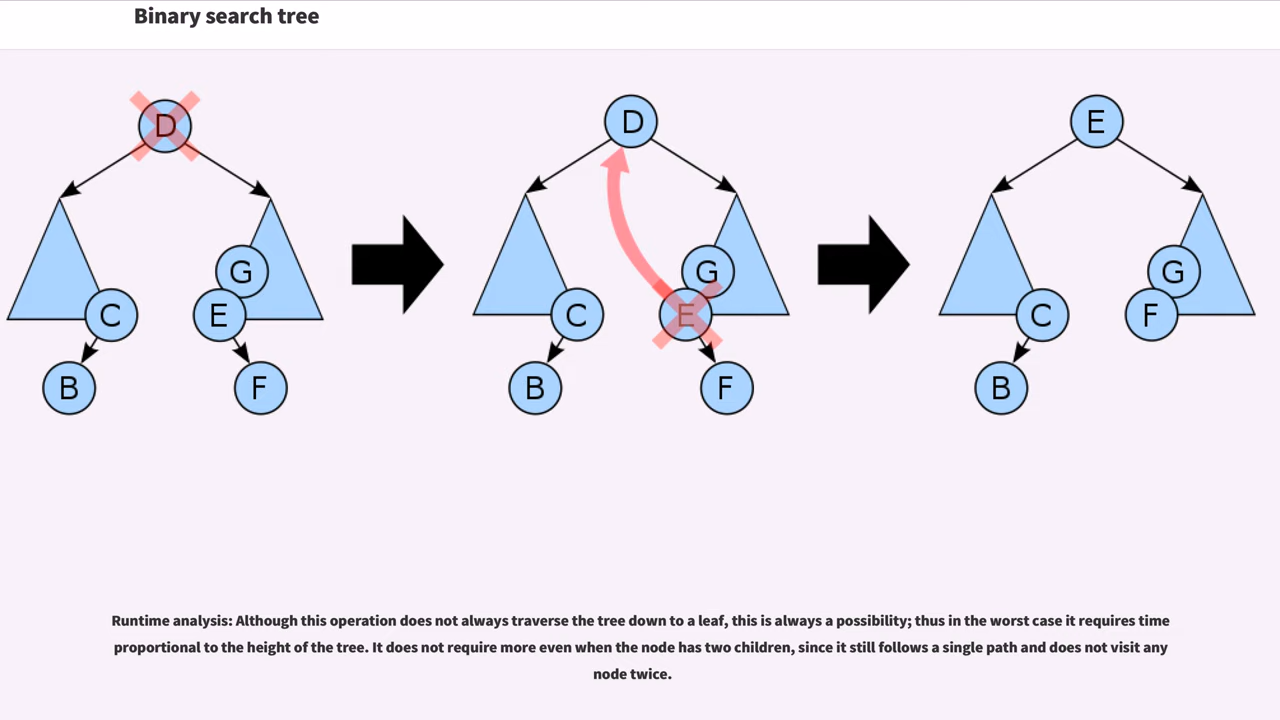 Binary search tree
D
D
E
G
G
G
C
E
C
E
C
F
B
F
B
F
B
Runtime analysis: Although this operation does not always traverse the tree down to a leaf, this is always a possibility; thus in the worst case it requires time
proportional to the height of the tree. It does not require more even when the node has two children, since it still follows a single path and does not visit any
node twice.